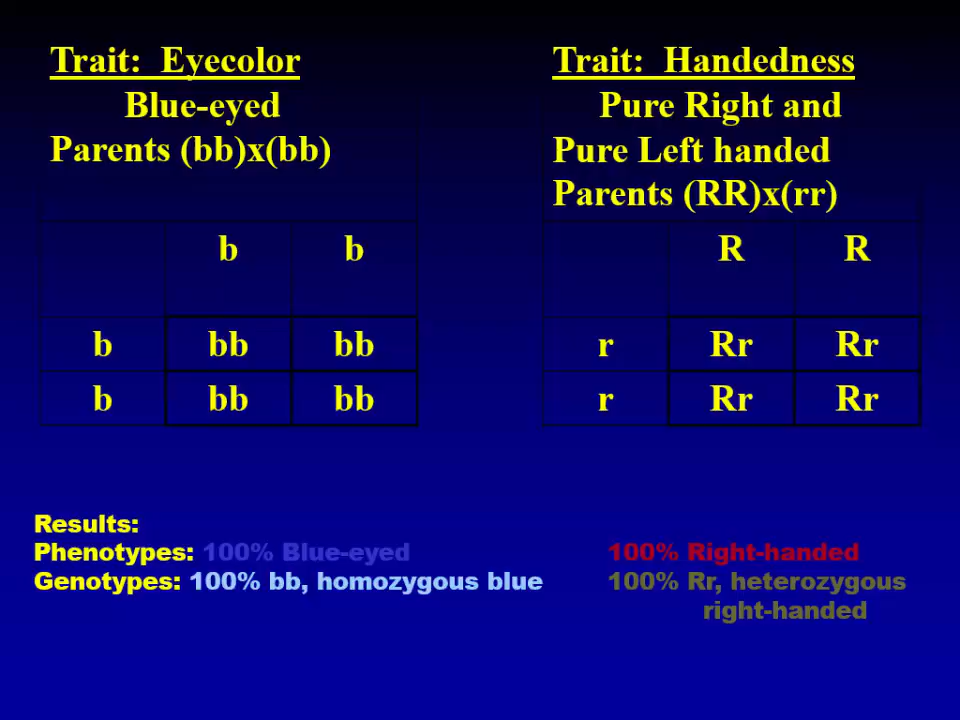 Trait:  Eyecolor
Blue-eyed
Parents (bb)x(bb)
b b
b bb bb
b bb bb
Trait:  Handedness
Pure Right and
Pure Left handed
Parents (RR)x(rr)
R R
r Rr Rr
r Rr Rr
Results:
Phenotypes: 100% Blue-eyed 100% Right-handed
Genotypes: 100% bb, homozygous blue 100% Rr, heterozygous
right-handed